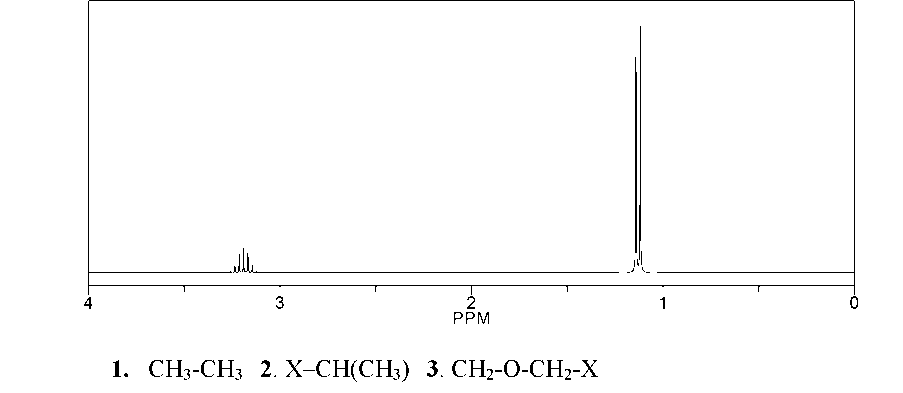 4 3 2 1 0
PPM
1. CH₃-CH₃ 2. X–CH(CH₃) 3. CH₂-O-CH₂-X